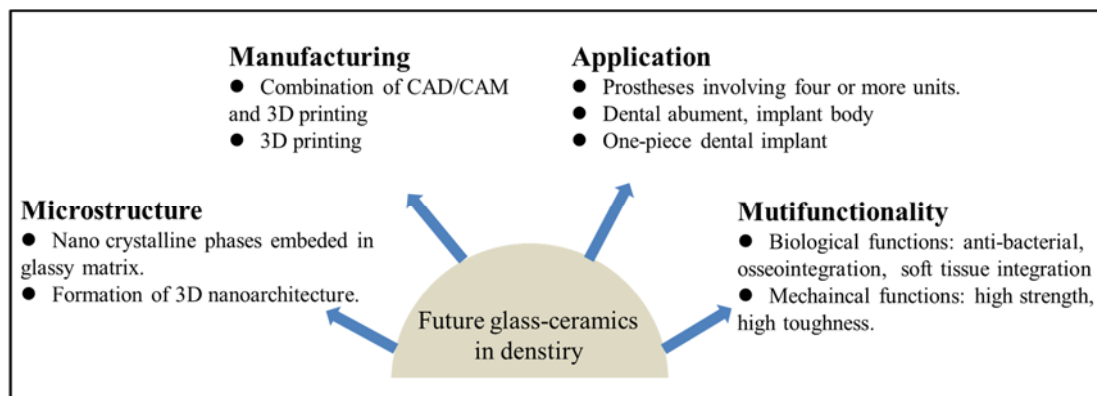 Manufacturing
● Combination of CAD/CAM
and 3D printing
● 3D printing
Application
● Prostheses involving four or more units.
● Dental abument, implant body
● One-piece dental implant
Microstructure
● Nano crystalline phases embeded in
glassy matrix.
● Formation of 3D nanoarchitecture.
Mutifunctionality
● Biological functions: anti-bacterial,
osseointegration, soft tissue integration
● Mechaincal functions: high strength,
high toughness.
Future glass-ceramics
in denstiry